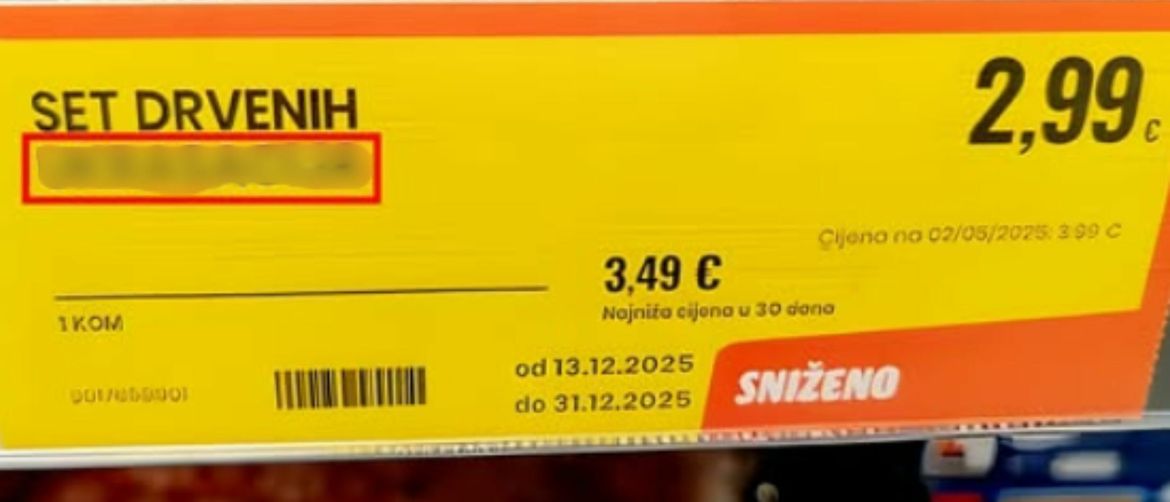 SET DRVENIH
2,99 €
Cijena na 02/05/2025: 3.99 €
3,49 €
Najniža cijena u 30 dana
1 KOM
od 13.12.2025
do 31.12.2025
SNIŽENO